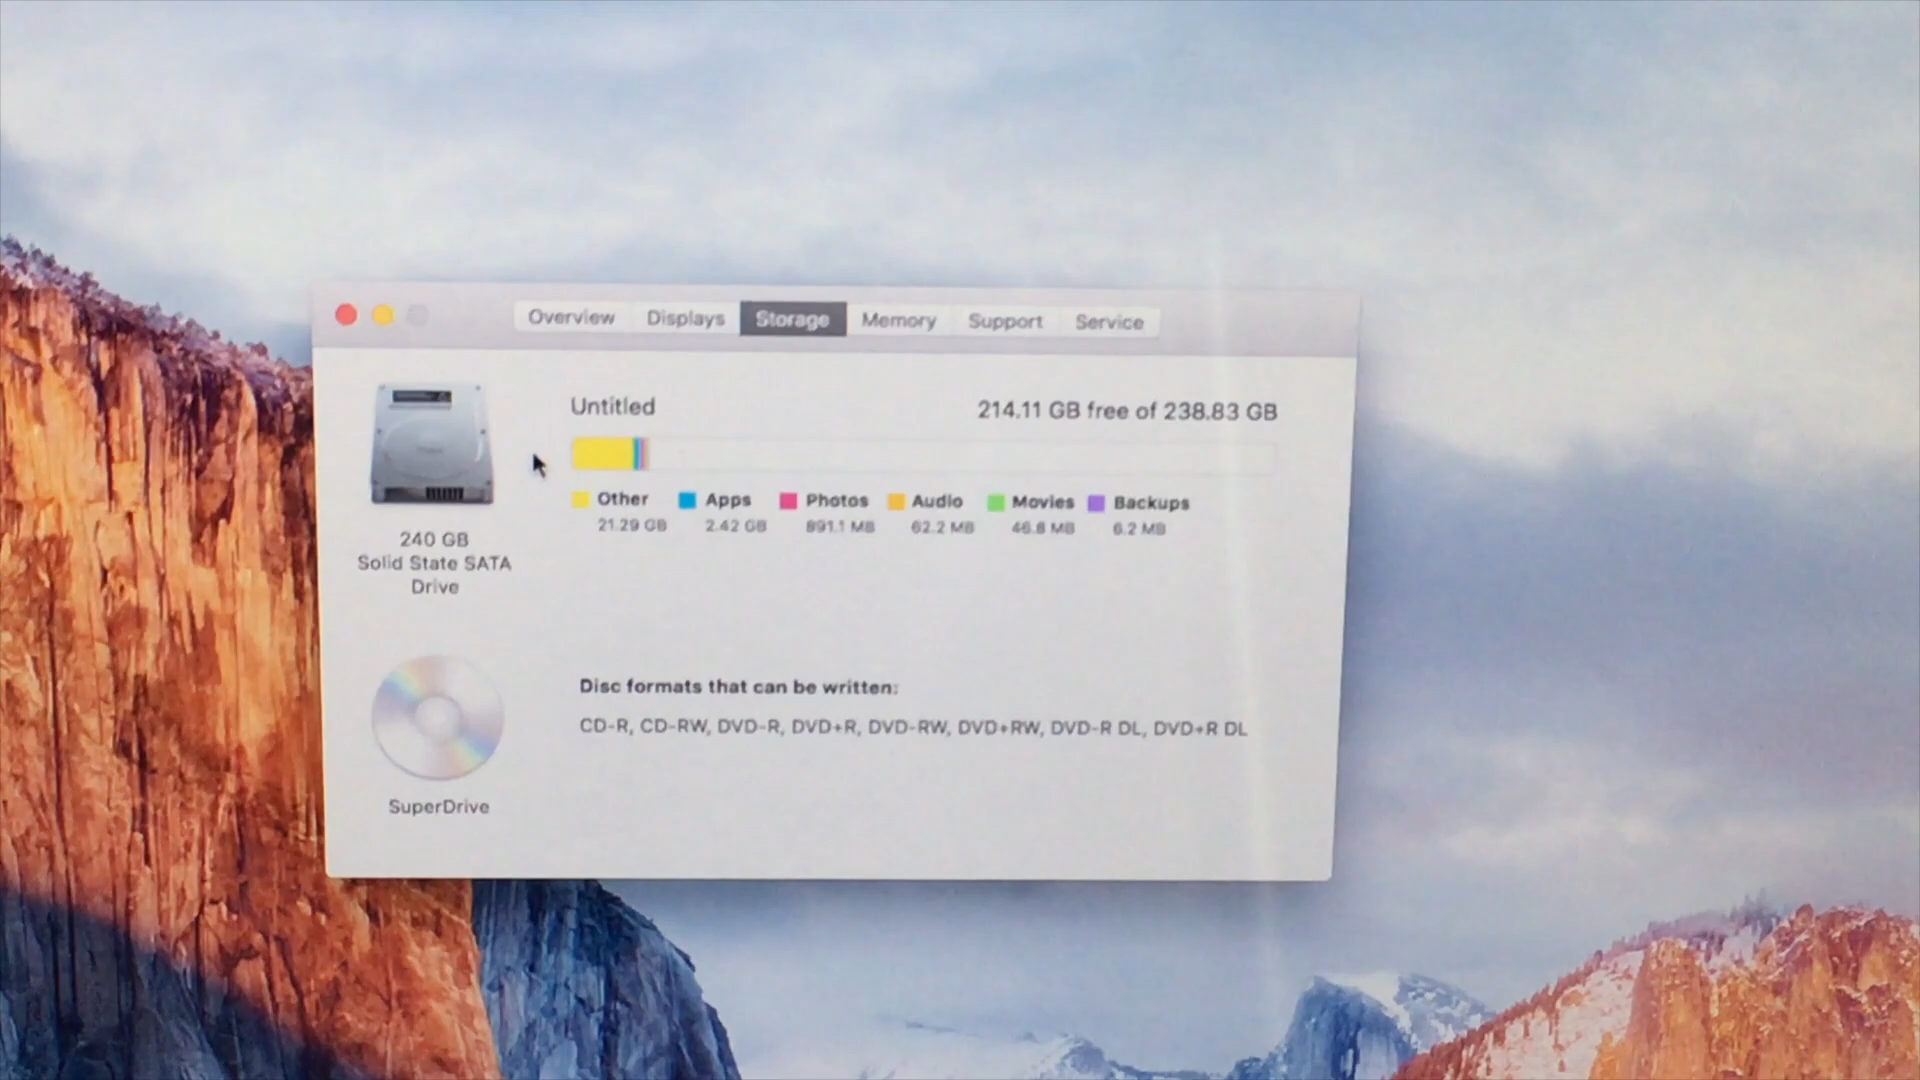 Overview Displays Storage Memory Support Service
Untitled 214.11 GB free of 238.83 GB
Other Apps Photos Audio Movies Backups
21.29 GB 2.42 GB 891.1 MB 62.2 MB 46.8 MB 6.2 MB
240 GB
Solid State SATA
Drive
Disc formats that can be written:
CD-R, CD-RW, DVD-R, DVD+R, DVD-RW, DVD+RW, DVD-R DL, DVD+R DL
SuperDrive